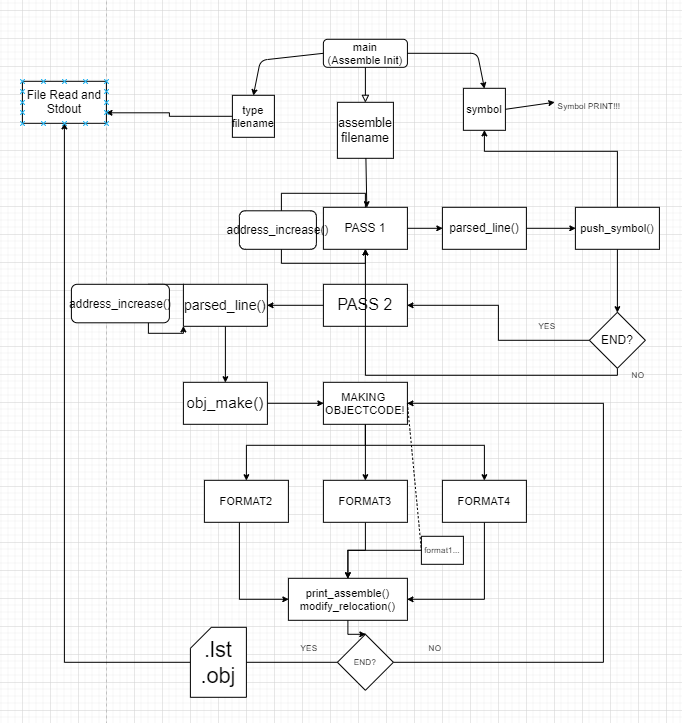 main
(Assemble Init)
File Read and
Stdout
type
filename
assemble
filename
symbol
Symbol PRINT!!!
address_increase()
PASS 1
parsed_line()
push_symbol()
address_increase()
parsed_line()
PASS 2
YES
END?
NO
obj_make()
MAKING
OBJECTCODE!
FORMAT2
FORMAT3
FORMAT4
format1...
print_assemble()
modify_relocation()
.lst
.obj
YES
END?
NO